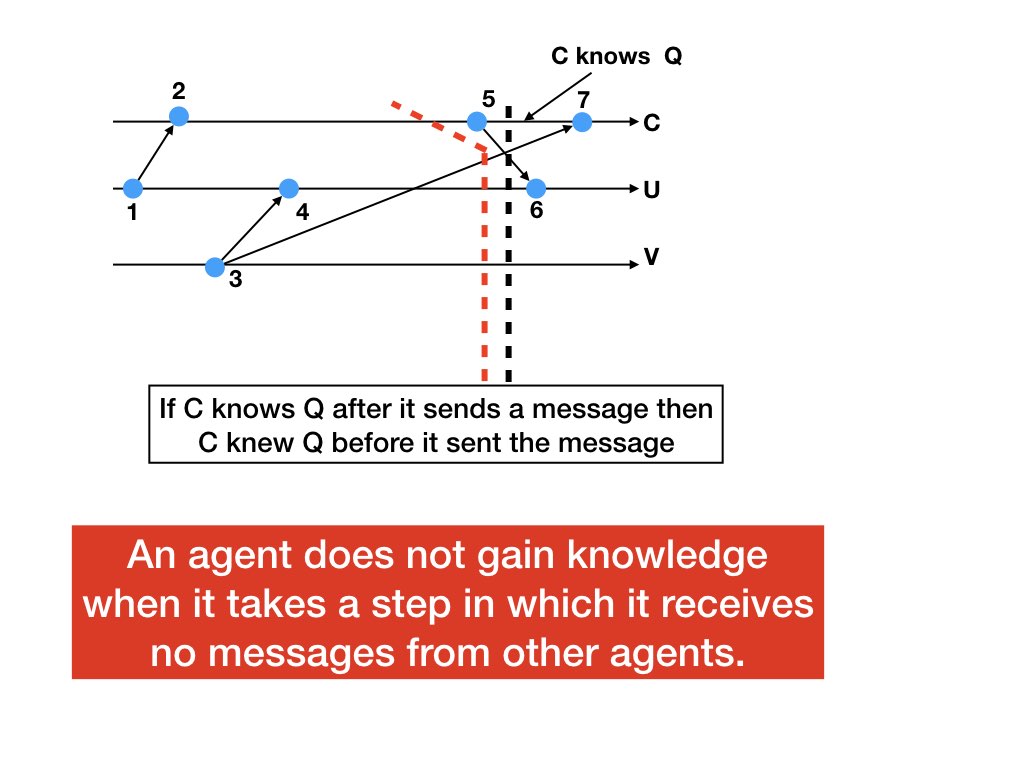 C knows Q
2
5
7
C
1
4
6
U
3
V
If C knows Q after it sends a message then
C knew Q before it sent the message
An agent does not gain knowledge
when it takes a step in which it receives
no messages from other agents.